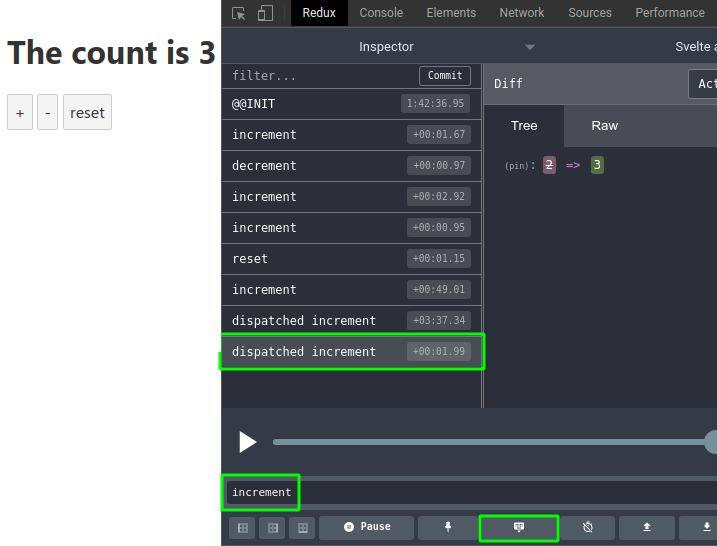 The count is 3
+ - reset
Redux Console Elements Network Sources Performance
Inspector Svelte a
filter... Commit
@@INIT 1:42:36.95
increment +00:01.67
decrement +00:00.97
increment +00:02.92
increment +00:00.95
reset +00:01.15
increment +00:49.01
dispatched increment +03:37.34
dispatched increment +00:01.99
Diff Act
Tree Raw
(pin): 2 => 3
increment
Pause